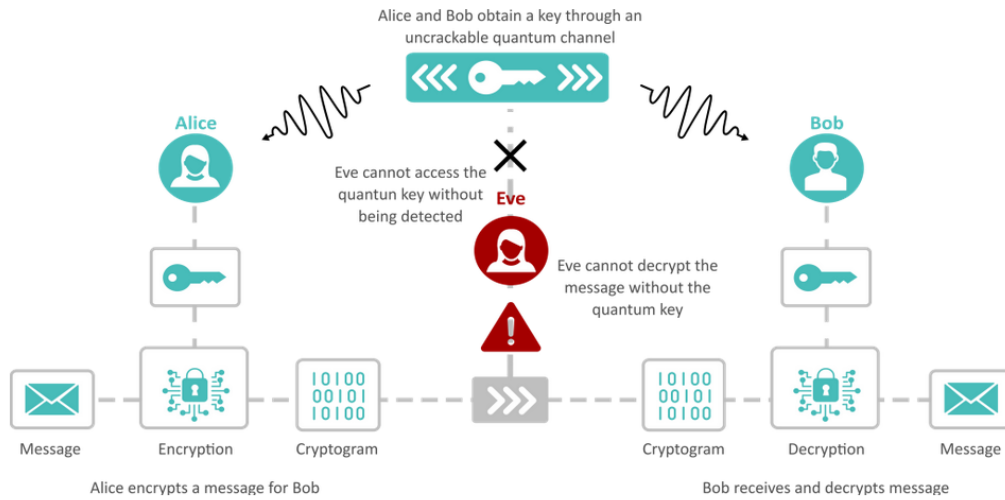 Alice and Bob obtain a key through an
uncrackable quantum channel
Alice
Bob
Eve cannot access the
quantun key without
being detected
Eve
Eve cannot decrypt the
message without the
quantum key
10100
00101
10100
10100
00101
10100
Message
Encryption
Cryptogram
Cryptogram
Decryption
Message
Alice encrypts a message for Bob
Bob receives and decrypts message